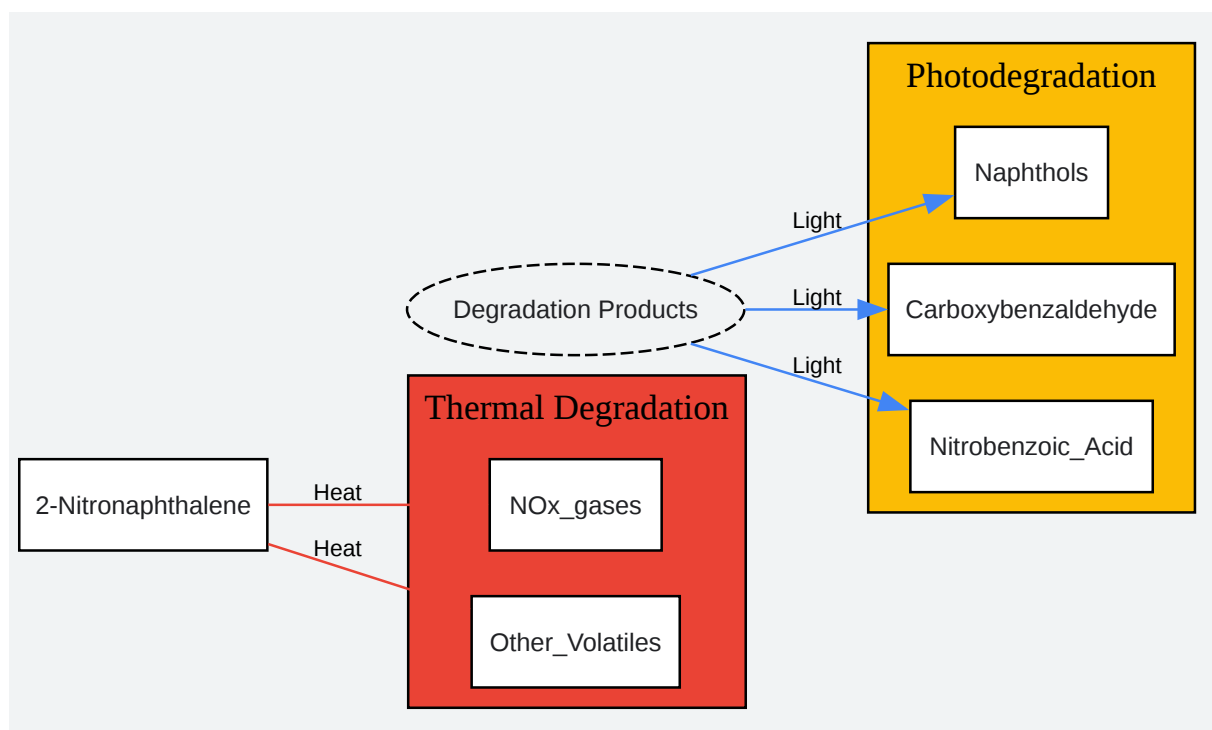 Photodegradation
Naphthols
Light
Degradation Products
Light
Carboxybenzaldehyde
Light
Nitrobenzoic_Acid
Thermal Degradation
2-Nitronaphthalene
Heat
NOx_gases
Heat
Other_Volatiles